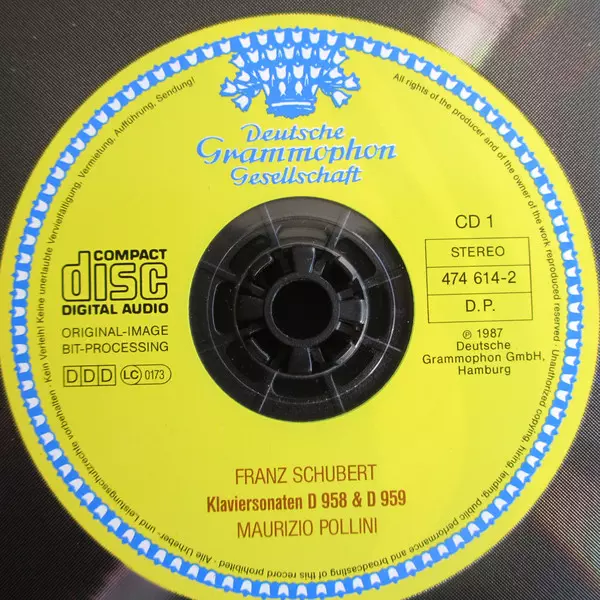 Deutsche
Grammophon
Gesellschaft
COMPACT
disc
DIGITAL AUDIO
ORIGINAL-IMAGE
BIT-PROCESSING
DDD LC 0173
CD 1
STEREO
474 614-2
D.P.
℗ 1987
Deutsche
Grammophon GmbH,
Hamburg
FRANZ SCHUBERT
Klaviersonaten D 958 & D 959
MAURIZIO POLLINI
Alle Urheber- und Leistungsschutzrechte vorbehalten · Kein Verleih! Keine unerlaubte Vervielfältigung, Vermietung, Aufführung, Sendung!
All rights of the producer and of the owner of the work reproduced reserved · Unauthorized copying, hiring, lending, public performance and broadcasting of this record prohibited ·